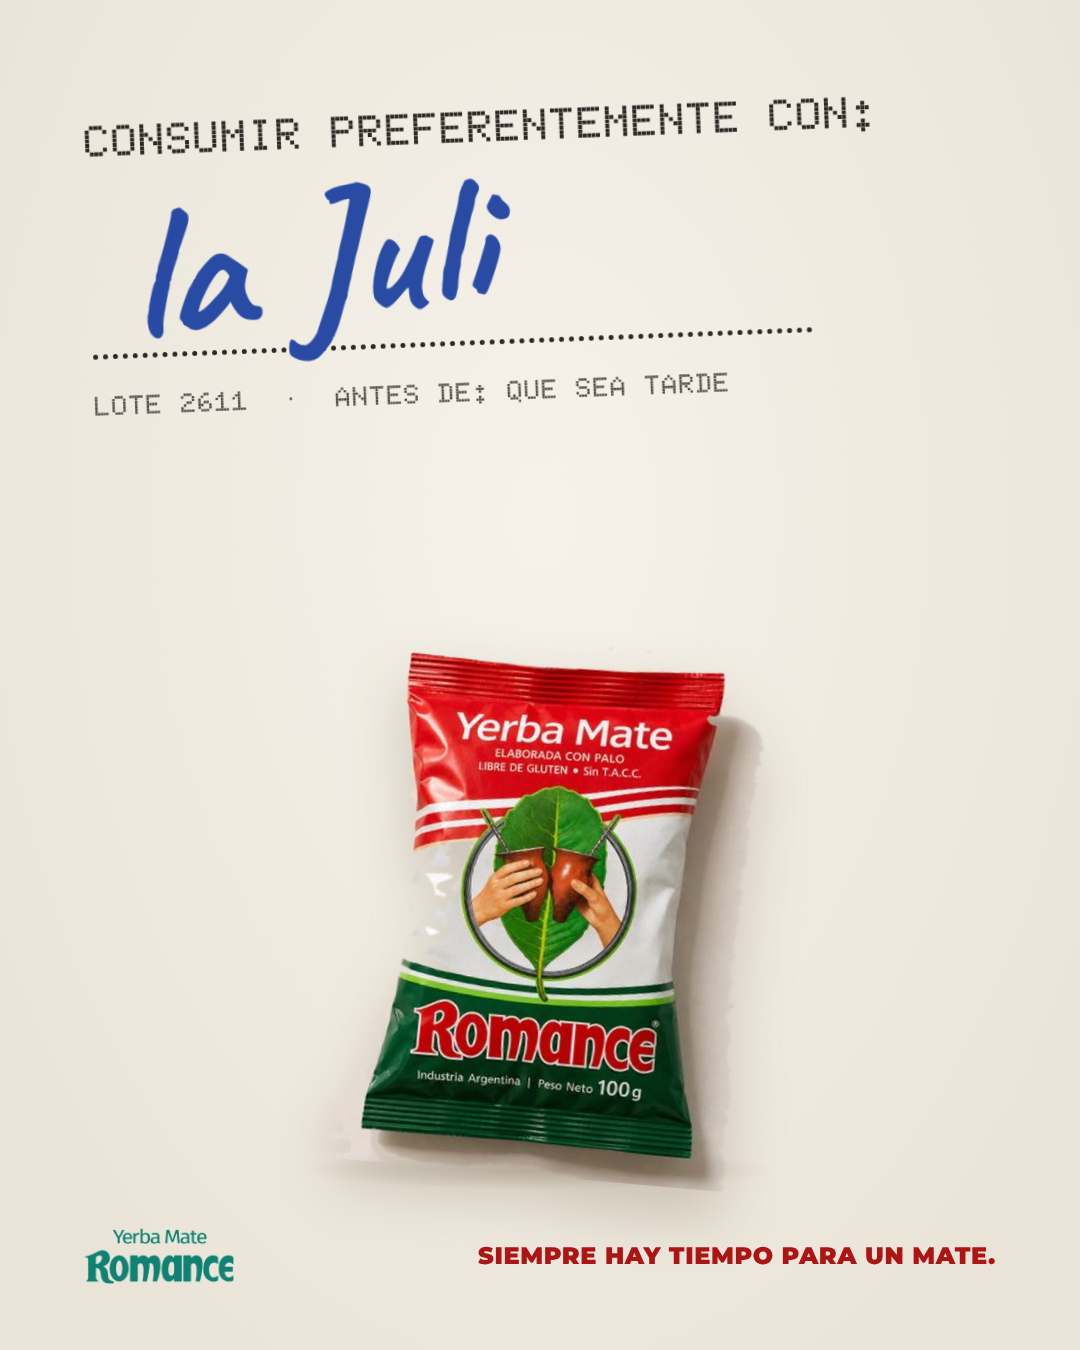 CONSUMIR PREFERENTEMENTE CON:
la Juli
LOTE 2611 · ANTES DE: QUE SEA TARDE
Yerba Mate
ELABORADA CON PALO
LIBRE DE GLUTEN • Sin T.A.C.C.
Romance®
Industria Argentina | Peso Neto 100g
Yerba Mate
Romance
SIEMPRE HAY TIEMPO PARA UN MATE.